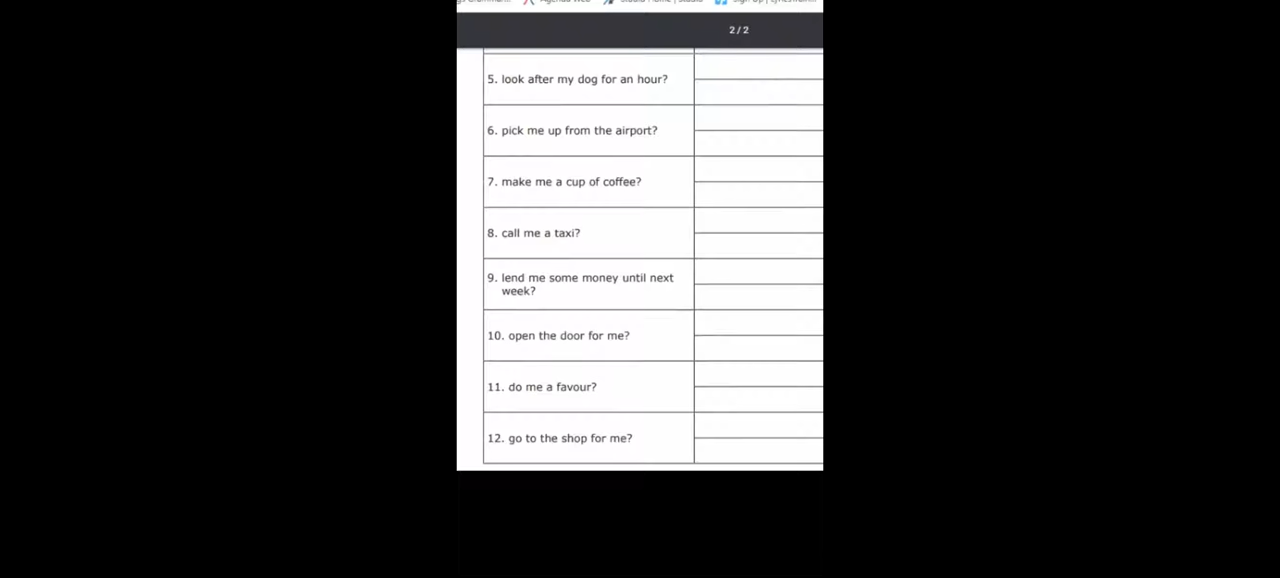 2/2
5. look after my dog for an hour?
6. pick me up from the airport?
7. make me a cup of coffee?
8. call me a taxi?
9. lend me some money until next
week?
10. open the door for me?
11. do me a favour?
12. go to the shop for me?